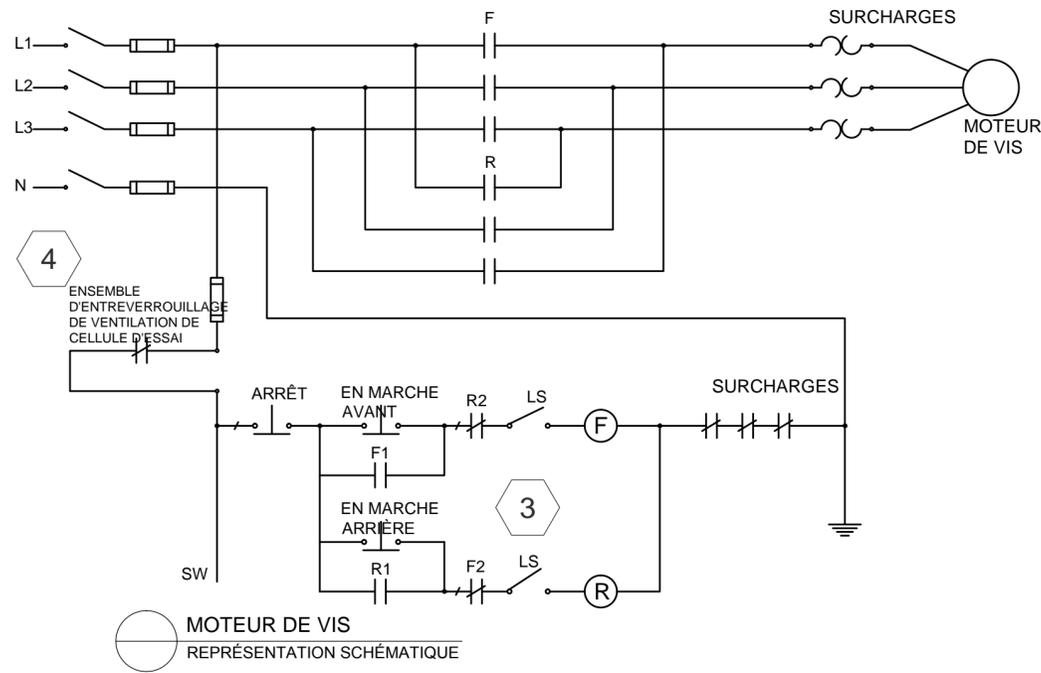 F
SURCHARGES
L1
L2
L3
MOTEUR
DE VIS
R
N
4
ENSEMBLE
D'ENTREVERROUILLAGE
DE VENTILATION DE
CELLULE D'ESSAI
ARRÊT
EN MARCHE
AVANT
R2
LS
SURCHARGES
F
F1
EN MARCHE
ARRIÈRE
3
R1
F2
LS
R
SW
MOTEUR DE VIS
REPRÉSENTATION SCHÉMATIQUE